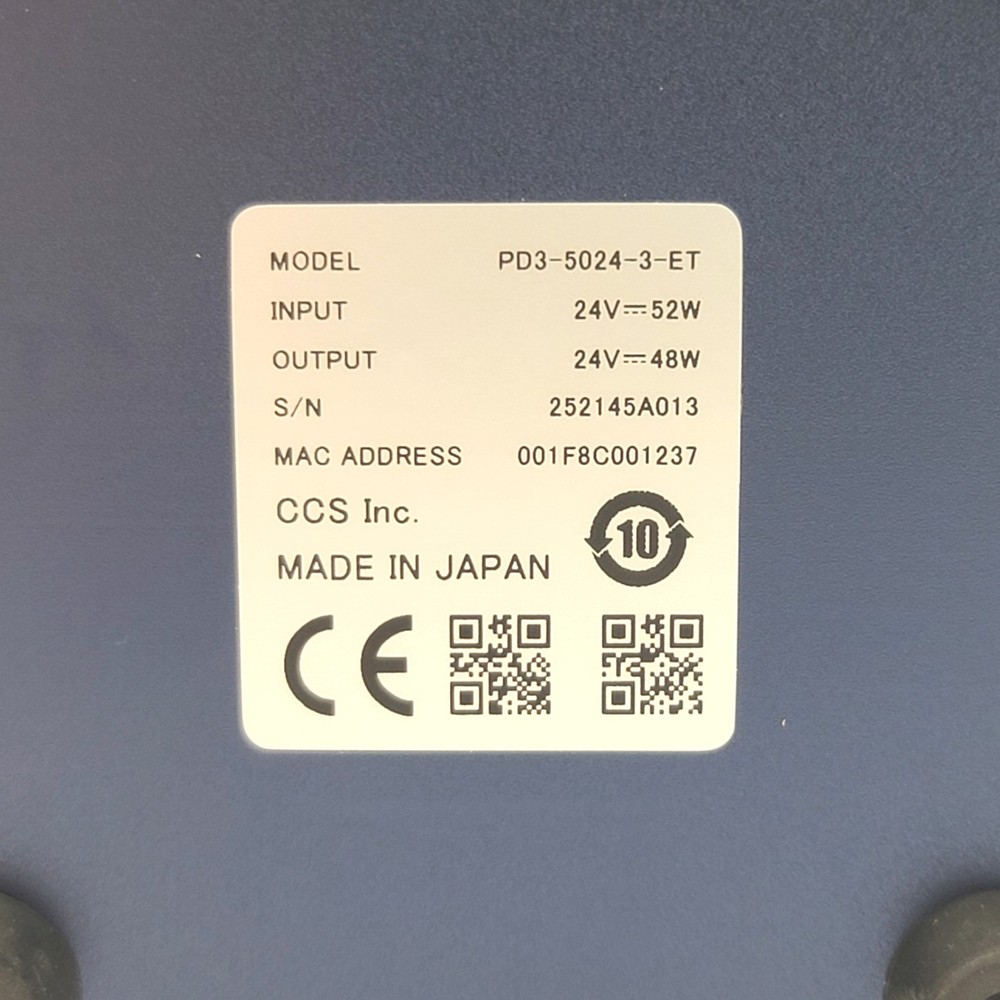 MODEL PD3-5024-3-ET
INPUT 24V⎓52W
OUTPUT 24V⎓48W
S/N 252145A013
MAC ADDRESS 001F8C001237
CCS Inc.
10
MADE IN JAPAN
CE